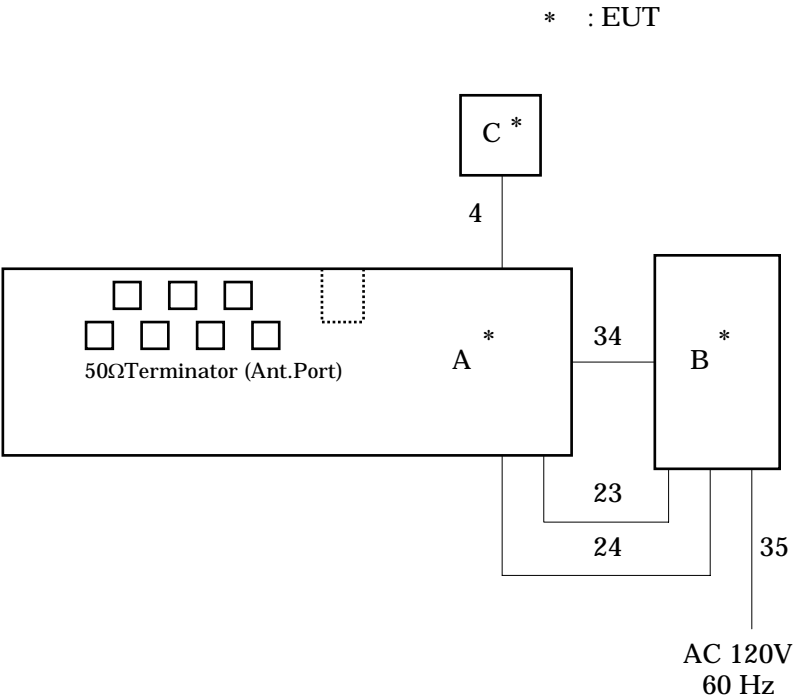 * : EUT
C *
4
50ΩTerminator (Ant.Port)
A *
34
B *
23
24
35
AC 120V
60 Hz